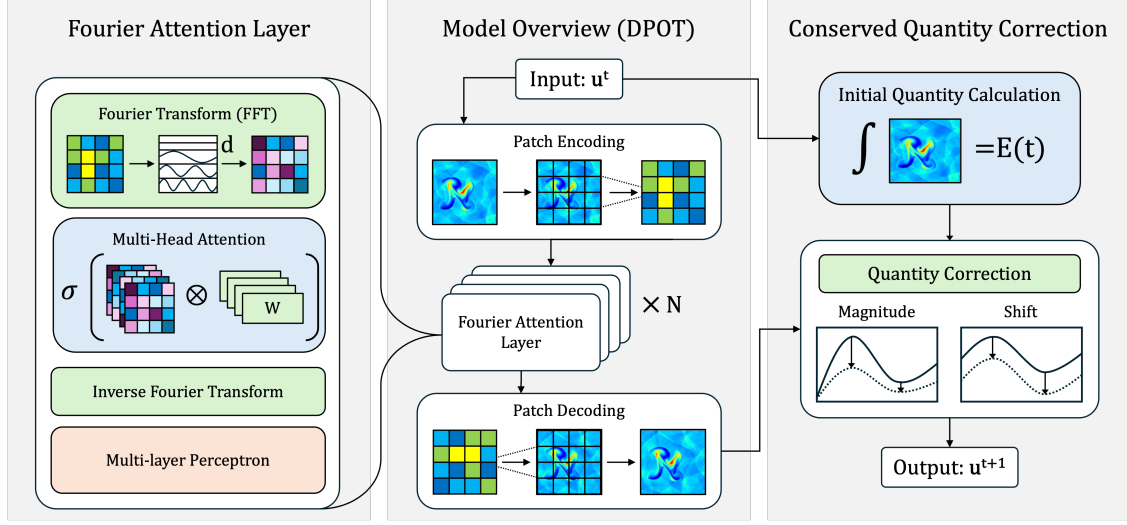 Fourier Attention Layer
Fourier Transform (FFT)
d
Multi-Head Attention
σ
W
Inverse Fourier Transform
Multi-layer Perceptron
Model Overview (DPOT)
Input: uᵗ
Patch Encoding
Fourier Attention
Layer
× N
Patch Decoding
Conserved Quantity Correction
Initial Quantity Calculation
∫ =E(t)
Quantity Correction
Magnitude Shift
Output: uᵗ⁺¹